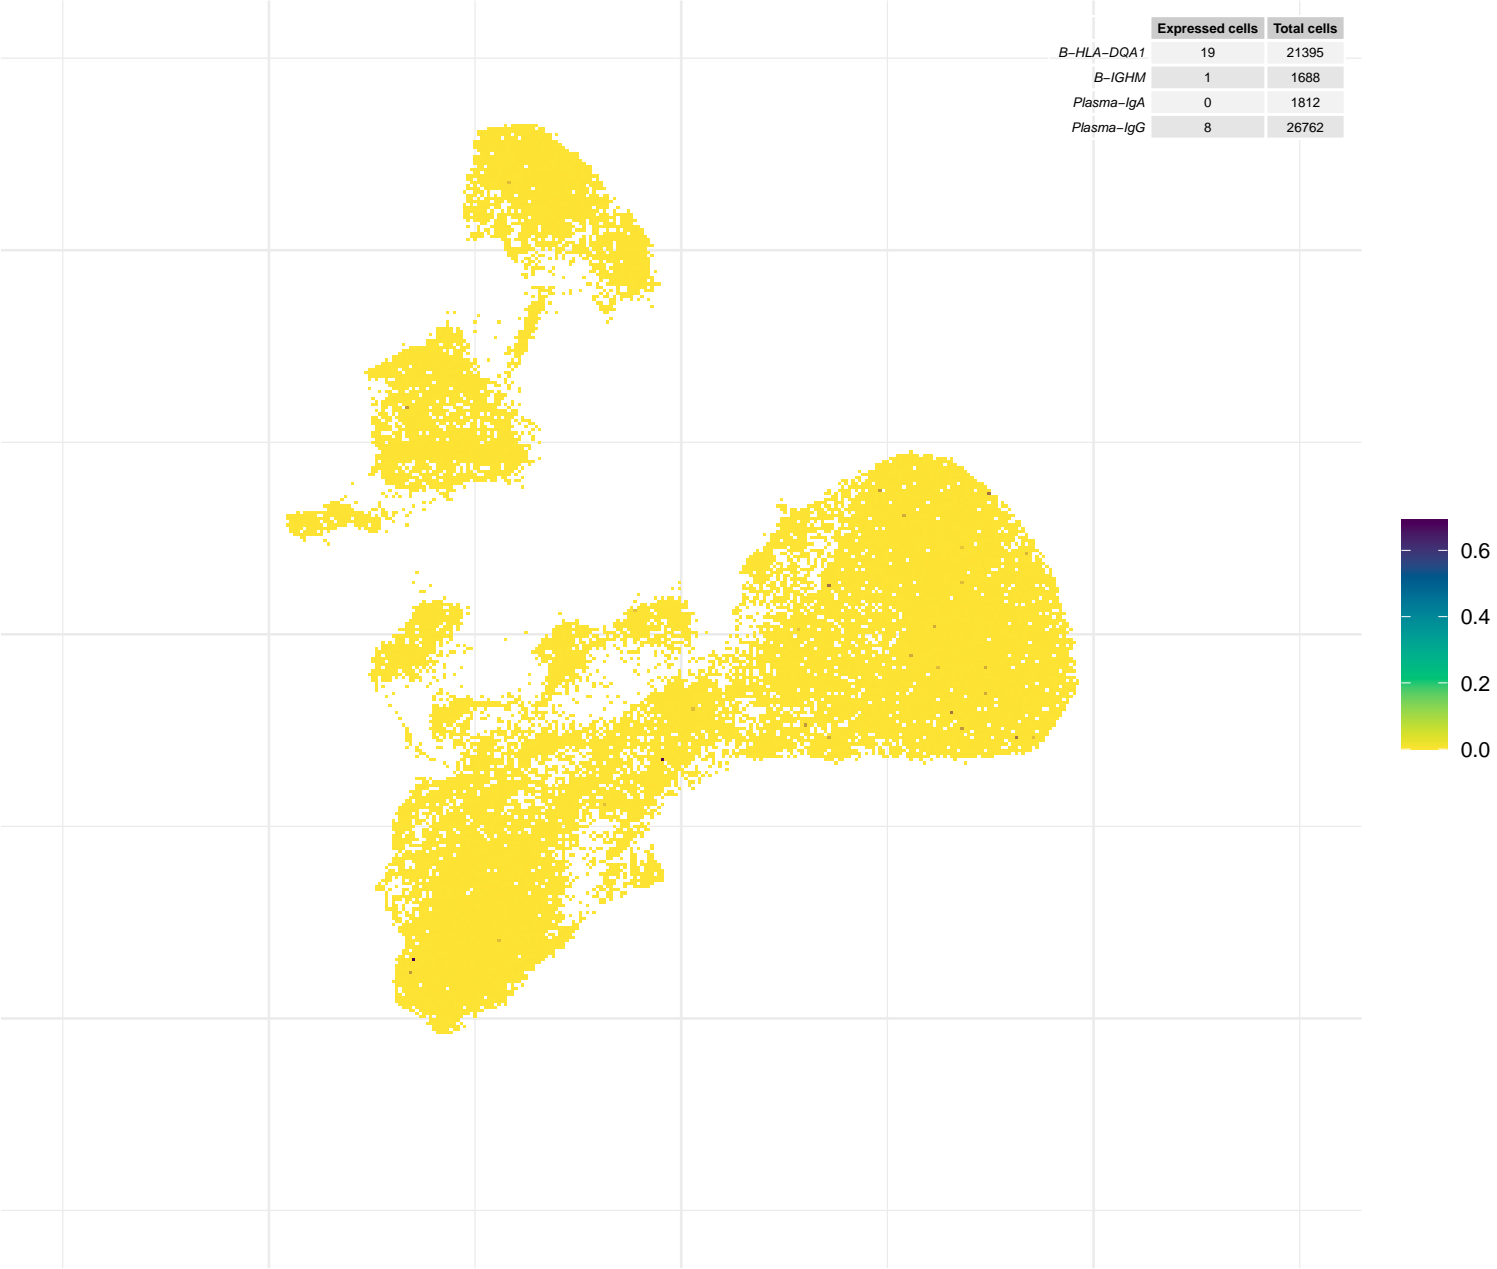 Expressed cells Total cells
B−HLA−DQA1 19 21395
B−IGHM 1 1688
Plasma−IgA 0 1812
Plasma−IgG 8 26762
0.6
0.4
0.2
0.0